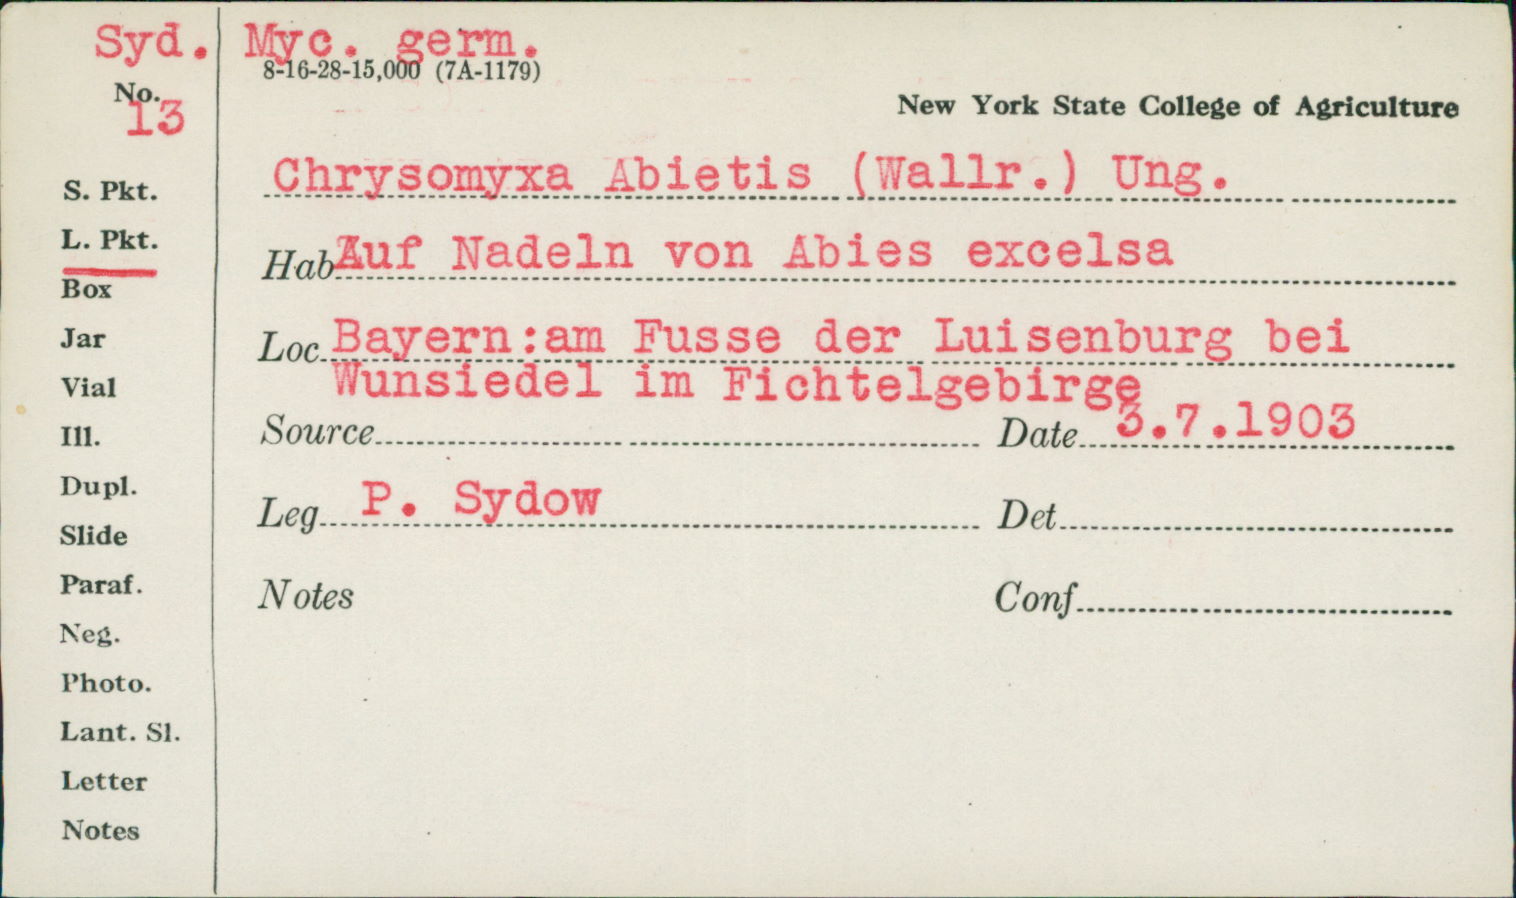 Syd. Myc. germ.
8-16-28-15,000 (7A-1179)
No.
13
New York State College of Agriculture
Chrysomyxa Abietis (Wallr.) Ung.
S. Pkt.
L. Pkt.
Hab Auf Nadeln von Abies excelsa
Box
Jar
Loc. Bayern:am Fusse der Luisenburg bei
Wunsiedel im Fichtelgebirge
Vial
Ill.
Source
Date 3.7.1903
Dupl.
Leg. P. Sydow
Det.
Slide
Paraf.
Notes
Conf.
Neg.
Photo.
Lant. Sl.
Letter
Notes